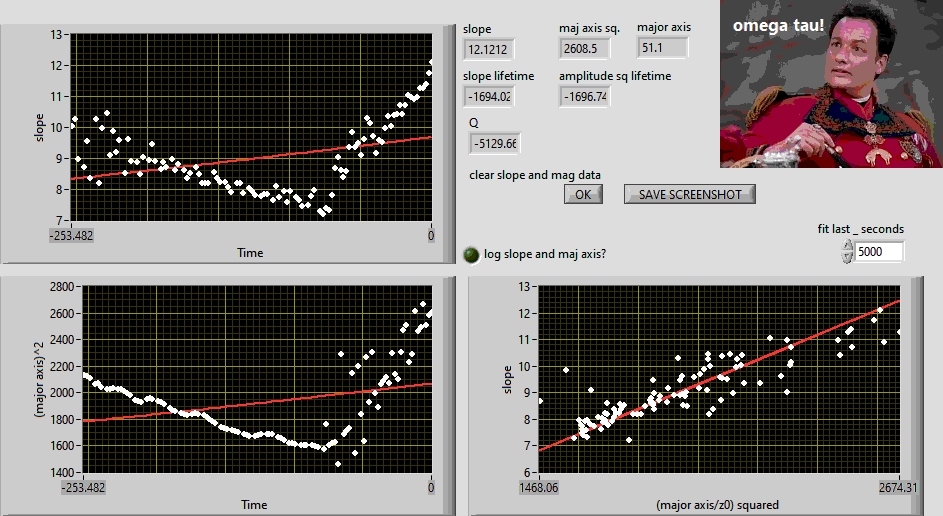 slope
maj axis sq.
major axis
12.1212
2608.5
51.1
slope lifetime
amplitude sq lifetime
-1694.02
-1696.74
Q
-5129.66
clear slope and mag data
OK
SAVE SCREENSHOT
fit last _ seconds
5000
log slope and maj axis?
omega tau!
13
12
11
10
9
8
7
slope
-253.482
0
Time
2800
2600
2400
2200
2000
1800
1600
1400
(major axis)^2
-253.482
0
Time
13
12
11
10
9
8
7
6
slope
1468.06
2674.31
(major axis/z0) squared